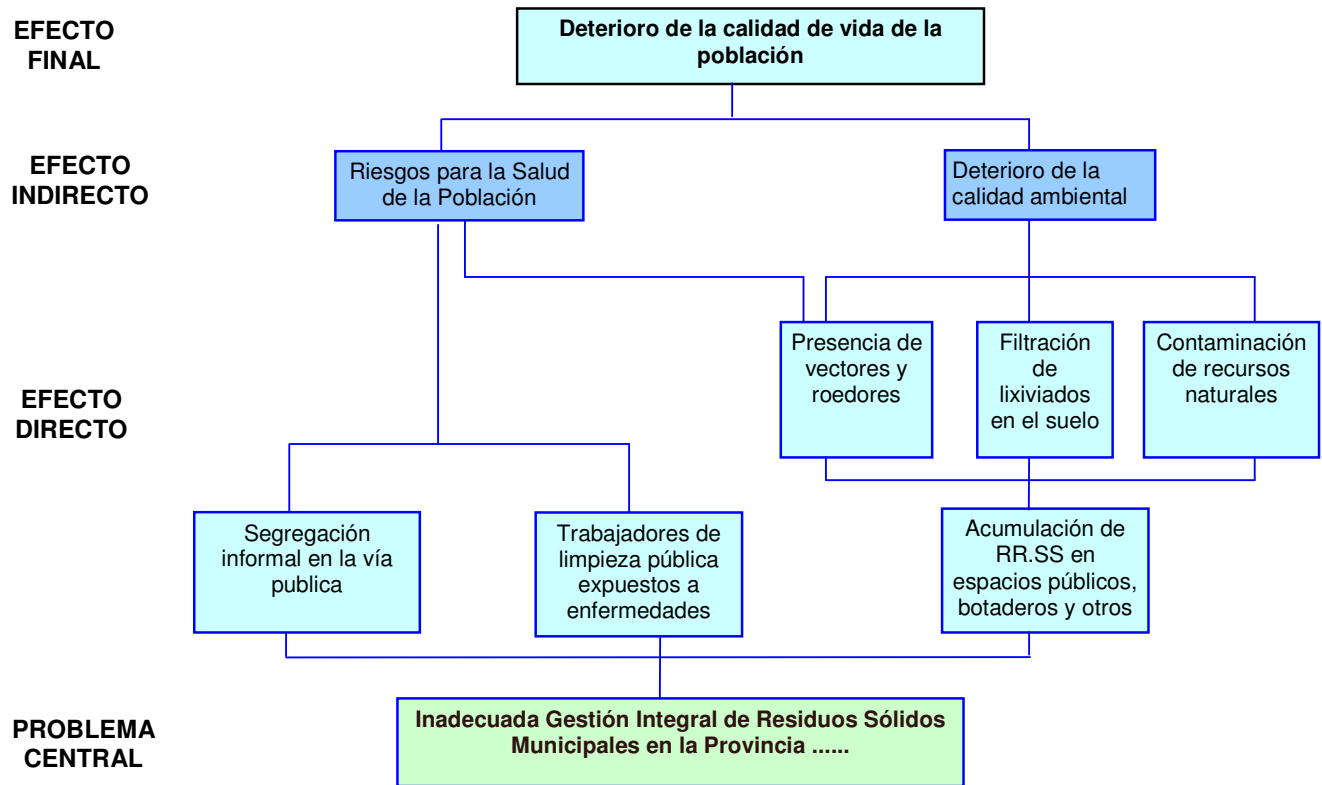 EFECTO
FINAL
Deterioro de la calidad de vida de la
población
EFECTO
INDIRECTO
Riesgos para la Salud
de la Población
Deterioro de la
calidad ambiental
EFECTO
DIRECTO
Presencia de
vectores y
roedores
Filtración
de
lixiviados
en el suelo
Contaminación
de recursos
naturales
Segregación
informal en la vía
publica
Trabajadores de
limpieza pública
expuestos a
enfermedades
Acumulación de
RR.SS en
espacios públicos,
botaderos y otros
PROBLEMA
CENTRAL
Inadecuada Gestión Integral de Residuos Sólidos
Municipales en la Provincia ......